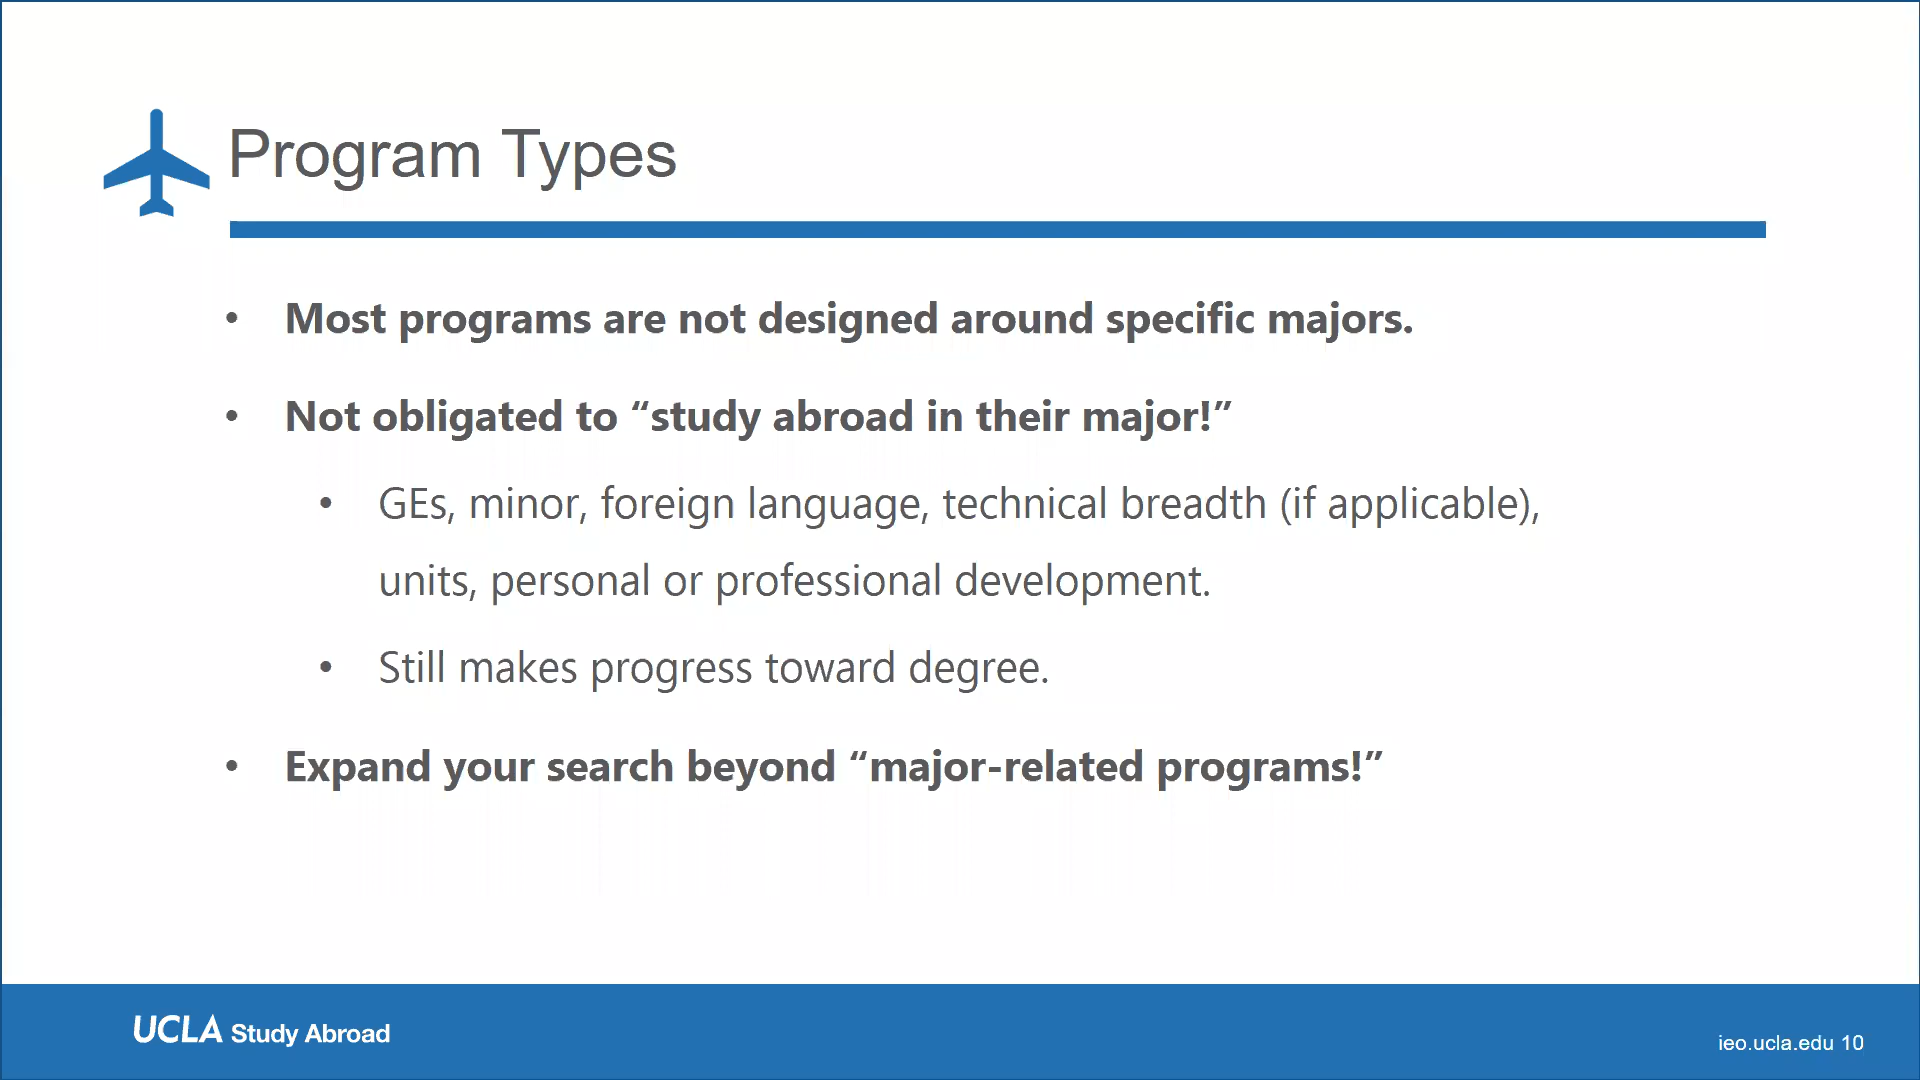 Program Types
• Most programs are not designed around specific majors.
• Not obligated to “study abroad in their major!”
• GEs, minor, foreign language, technical breadth (if applicable),
units, personal or professional development.
• Still makes progress toward degree.
• Expand your search beyond “major-related programs!”
UCLA Study Abroad
ieo.ucla.edu 10